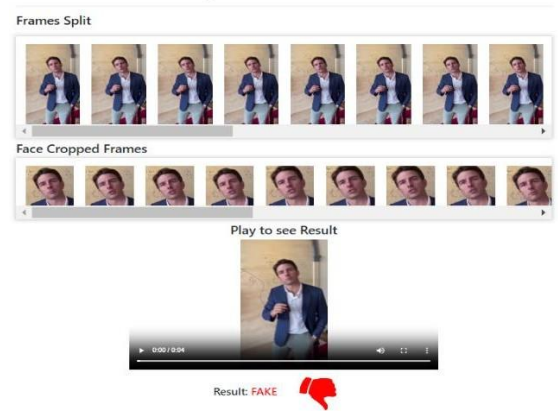 Frames Split
Face Cropped Frames
Play to see Result
0:00 / 0:04
Result: FAKE